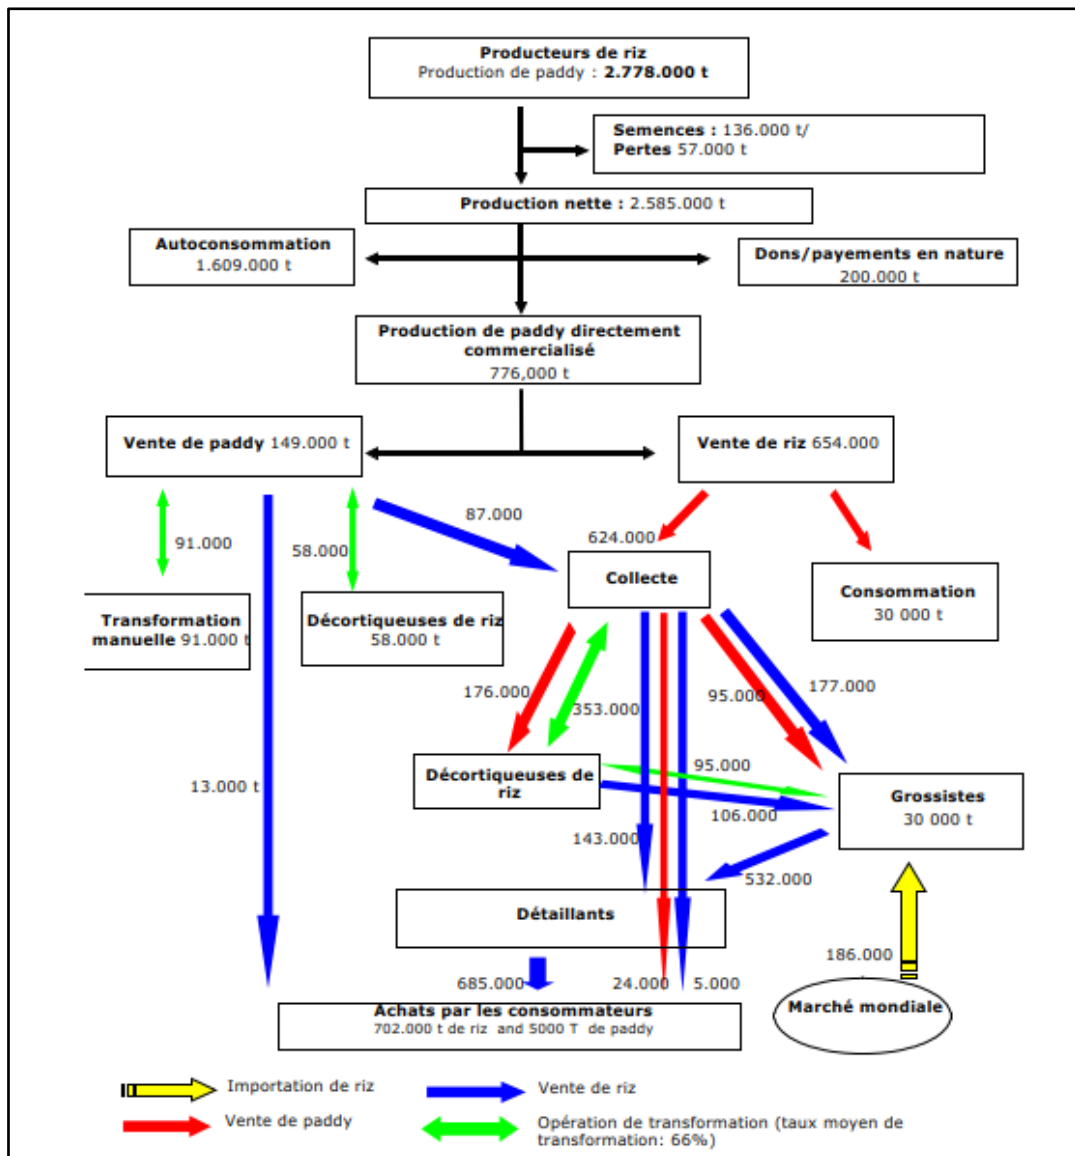 Producteurs de riz
Production de paddy : 2.778.000 t
Semences : 136.000 t/
Pertes 57.000 t
Production nette : 2.585.000 t
Autoconsommation
1.609.000 t
Dons/payements en nature
200.000 t
Production de paddy directement
commercialisé
776,000 t
Vente de paddy 149.000 t
Vente de riz 654.000
87.000
91.000
58.000
624.000
Collecte
Consommation
30 000 t
Transformation
manuelle 91.000 t
Décortiqueuses de riz
58.000 t
176.000
353.000
95.000
177.000
Décortiqueuses de
riz
95.000
13.000 t
106.000
Grossistes
30 000 t
143.000
532.000
Détaillants
186.000
685.000
24.000
5.000
Achats par les consommateurs
702.000 t de riz and 5000 T de paddy
Marché mondiale
Importation de riz
Vente de riz
Vente de paddy
Opération de transformation (taux moyen de
transformation: 66%)